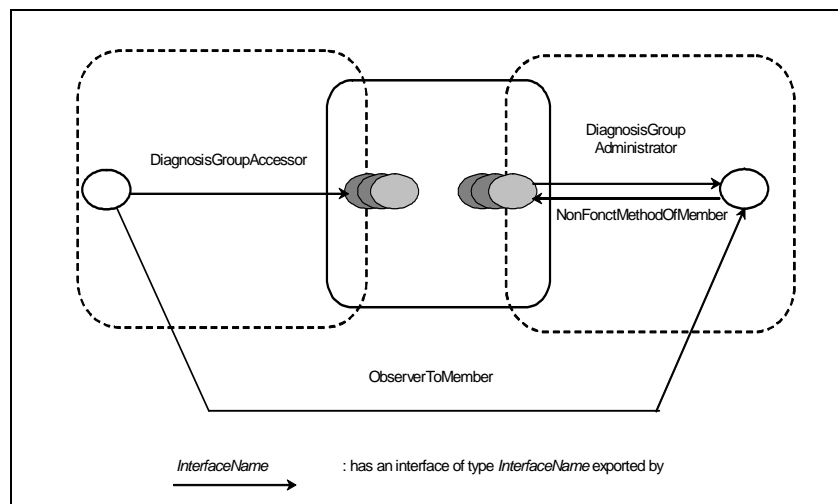 DiagnosisGroupAccessor
DiagnosisGroup
Administrator
NonFonctMethodOfMember
ObserverToMember
InterfaceName : has an interface of type InterfaceName exported by